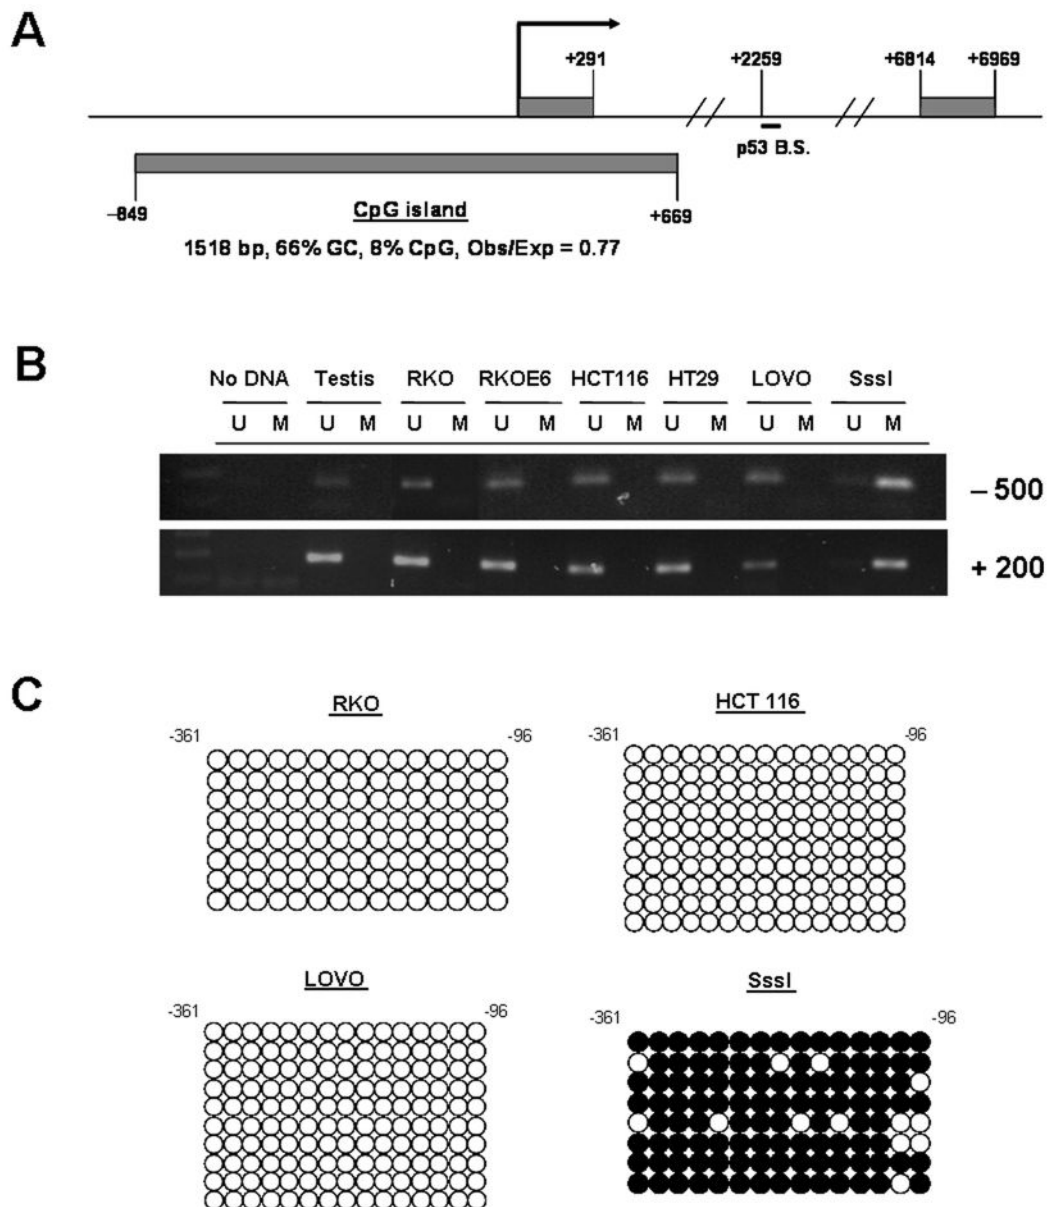 A
+291 +2259 +6814 +6969
p53 B.S.
–849 CpG island +669
1518 bp, 66% GC, 8% CpG, Obs/Exp = 0.77
B
No DNA Testis RKO RKOE6 HCT116 HT29 LOVO SssI
U M U M U M U M U M U M U M U M
– 500
+ 200
C
RKO
-361 -96
HCT 116
-361 -96
LOVO
-361 -96
SssI
-361 -96